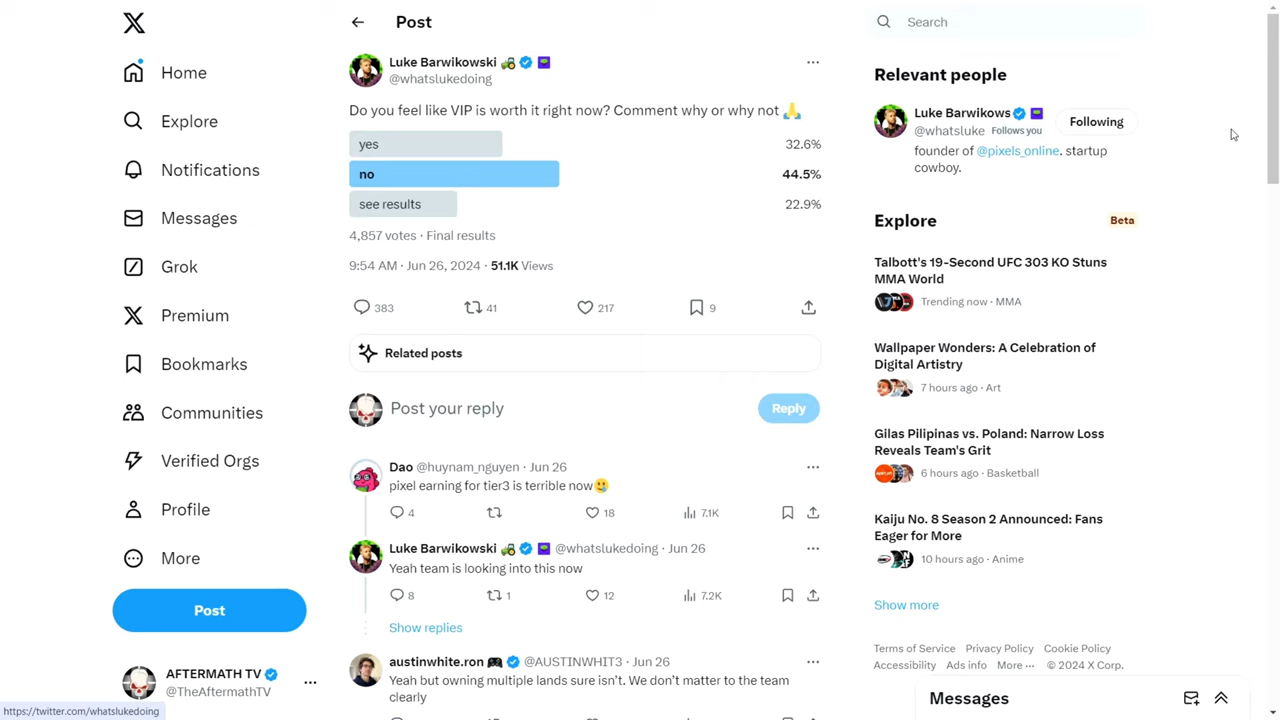 Home
Explore
Notifications
Messages
Grok
Premium
Bookmarks
Communities
Verified Orgs
Profile
More
Post
AFTERMATH TV
@TheAftermathTV
https://twitter.com/whatslukedoing
Post
Luke Barwikowski
@whatslukedoing
Do you feel like VIP is worth it right now? Comment why or why not 🙏
yes 32.6%
no 44.5%
see results 22.9%
4,857 votes · Final results
9:54 AM · Jun 26, 2024 · 51.1K Views
383 41 217 9
Related posts
Post your reply
Reply
Dao @huynam_nguyen · Jun 26
pixel earning for tier3 is terrible now🥲
4 18 7.1K
Luke Barwikowski 🚜 @whatslukedoing · Jun 26
Yeah team is looking into this now
8 1 12 7.2K
Show replies
austinwhite.ron 🎮 @AUSTINWHIT3 · Jun 26
Yeah but owning multiple lands sure isn't. We don't matter to the team
clearly
Search
Relevant people
Luke Barwikows
@whatsluke Follows you
Following
founder of @pixels_online. startup
cowboy.
Explore
Beta
Talbott's 19-Second UFC 303 KO Stuns
MMA World
Trending now · MMA
Wallpaper Wonders: A Celebration of
Digital Artistry
7 hours ago · Art
Gilas Pilipinas vs. Poland: Narrow Loss
Reveals Team's Grit
6 hours ago · Basketball
Kaiju No. 8 Season 2 Announced: Fans
Eager for More
10 hours ago · Anime
Show more
Terms of Service Privacy Policy Cookie Policy
Accessibility Ads info More ··· © 2024 X Corp.
Messages